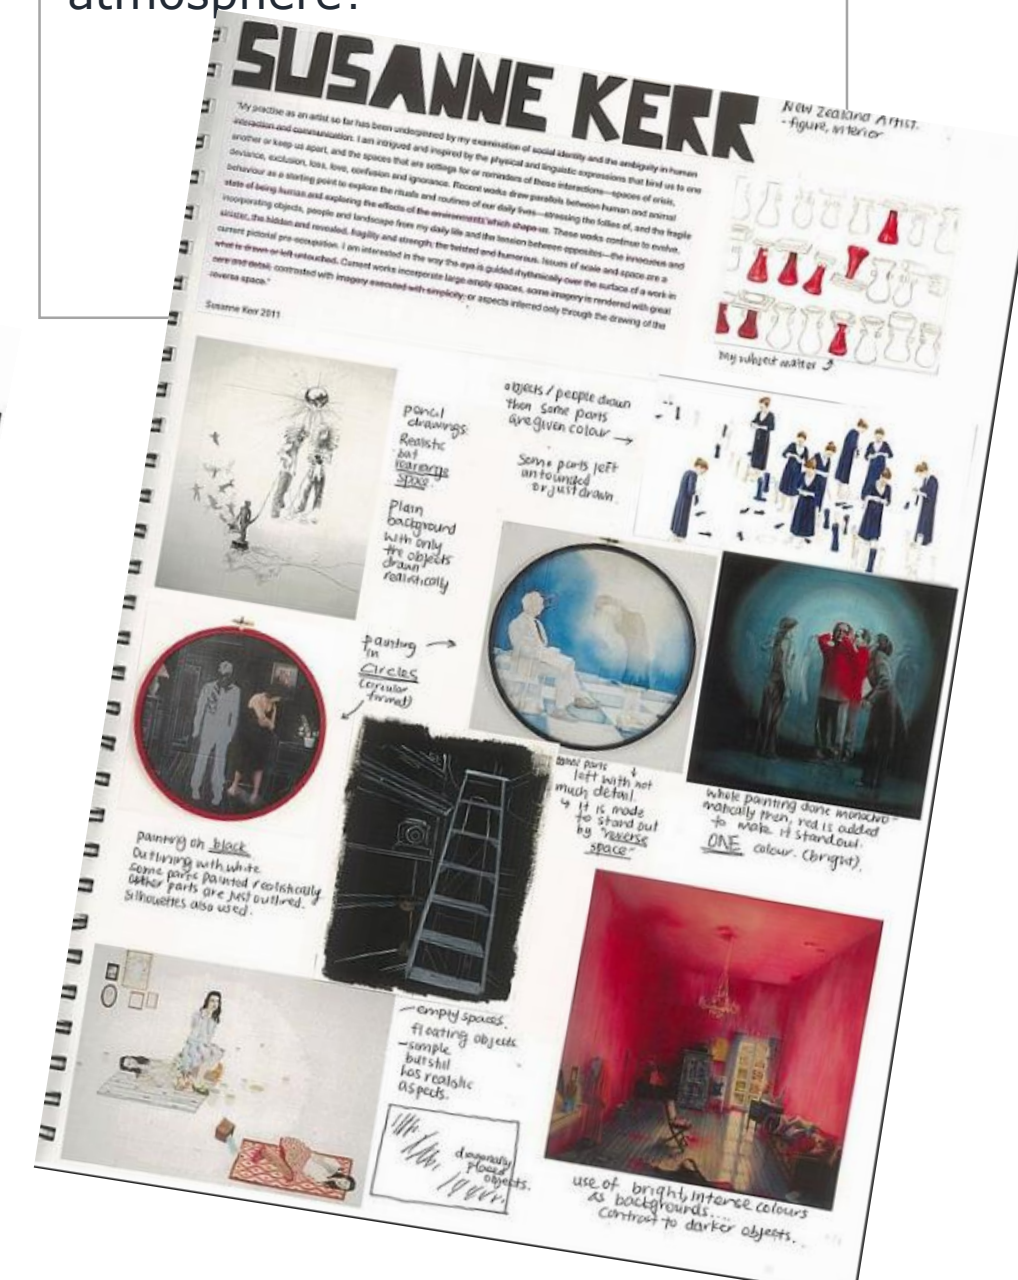 atmosphere?
SUSANNE KERR
New Zealand Artist.
- figure, interior
"My practise as an artist so far has been underpinned by my examination of social identity and the ambiguity in human
interaction and communication. I am intrigued and inspired by the physical and linguistic expressions that bind us to one
another or keep us apart, and the spaces that are settings for or reminders of these interactions—spaces of crisis,
deviance, exclusion, loss, love, confusion and ignorance. Recent works draw parallels between human and animal
behaviour as a starting point to explore the rituals and routines of our daily lives—stressing the follies of, and the fragile
state of being human and exploring the effects of the environments which shape us. These works continue to evolve,
incorporating objects, people and landscape from my daily life and the tension between opposites—the innocuous and
sinister, the hidden and revealed, fragility and strength, the twisted and humorous. Issues of scale and space are a
current pictorial pre-occupation. I am interested in the way the eye is guided rhythmically over the surface of a work in
what is drawn or left untouched. Current works incorporate large empty spaces, some imagery is rendered with great
care and detail, contrasted with imagery executed with simplicity, or aspects inferred only through the drawing of the
reverse space."
Susanne Kerr 2011
My subject matter
pencil
drawings.
Realistic
but
rearrange
space.
Plain
background
with only
the objects
drawn
realistically
objects / people drawn
then some parts
are given colour →
Some parts left
untouched
or just drawn.
painting →
in
Circles
(circular
format)
some parts
left with not
much detail.
↳ it is made
to stand out
by "reverse
space"
whole painting done monochro-
matically then, red is added
to make it standout.
ONE colour. (bright).
painting on black
Outlining with white
some parts painted realistically
other parts are just outlined.
Silhouettes also used.
- empty spaces.
floating objects
- simple
but still
has realistic
aspects.
diagonally
placed
objects.
use of bright, intense colours
as backgrounds....
Contrast to darker objects.